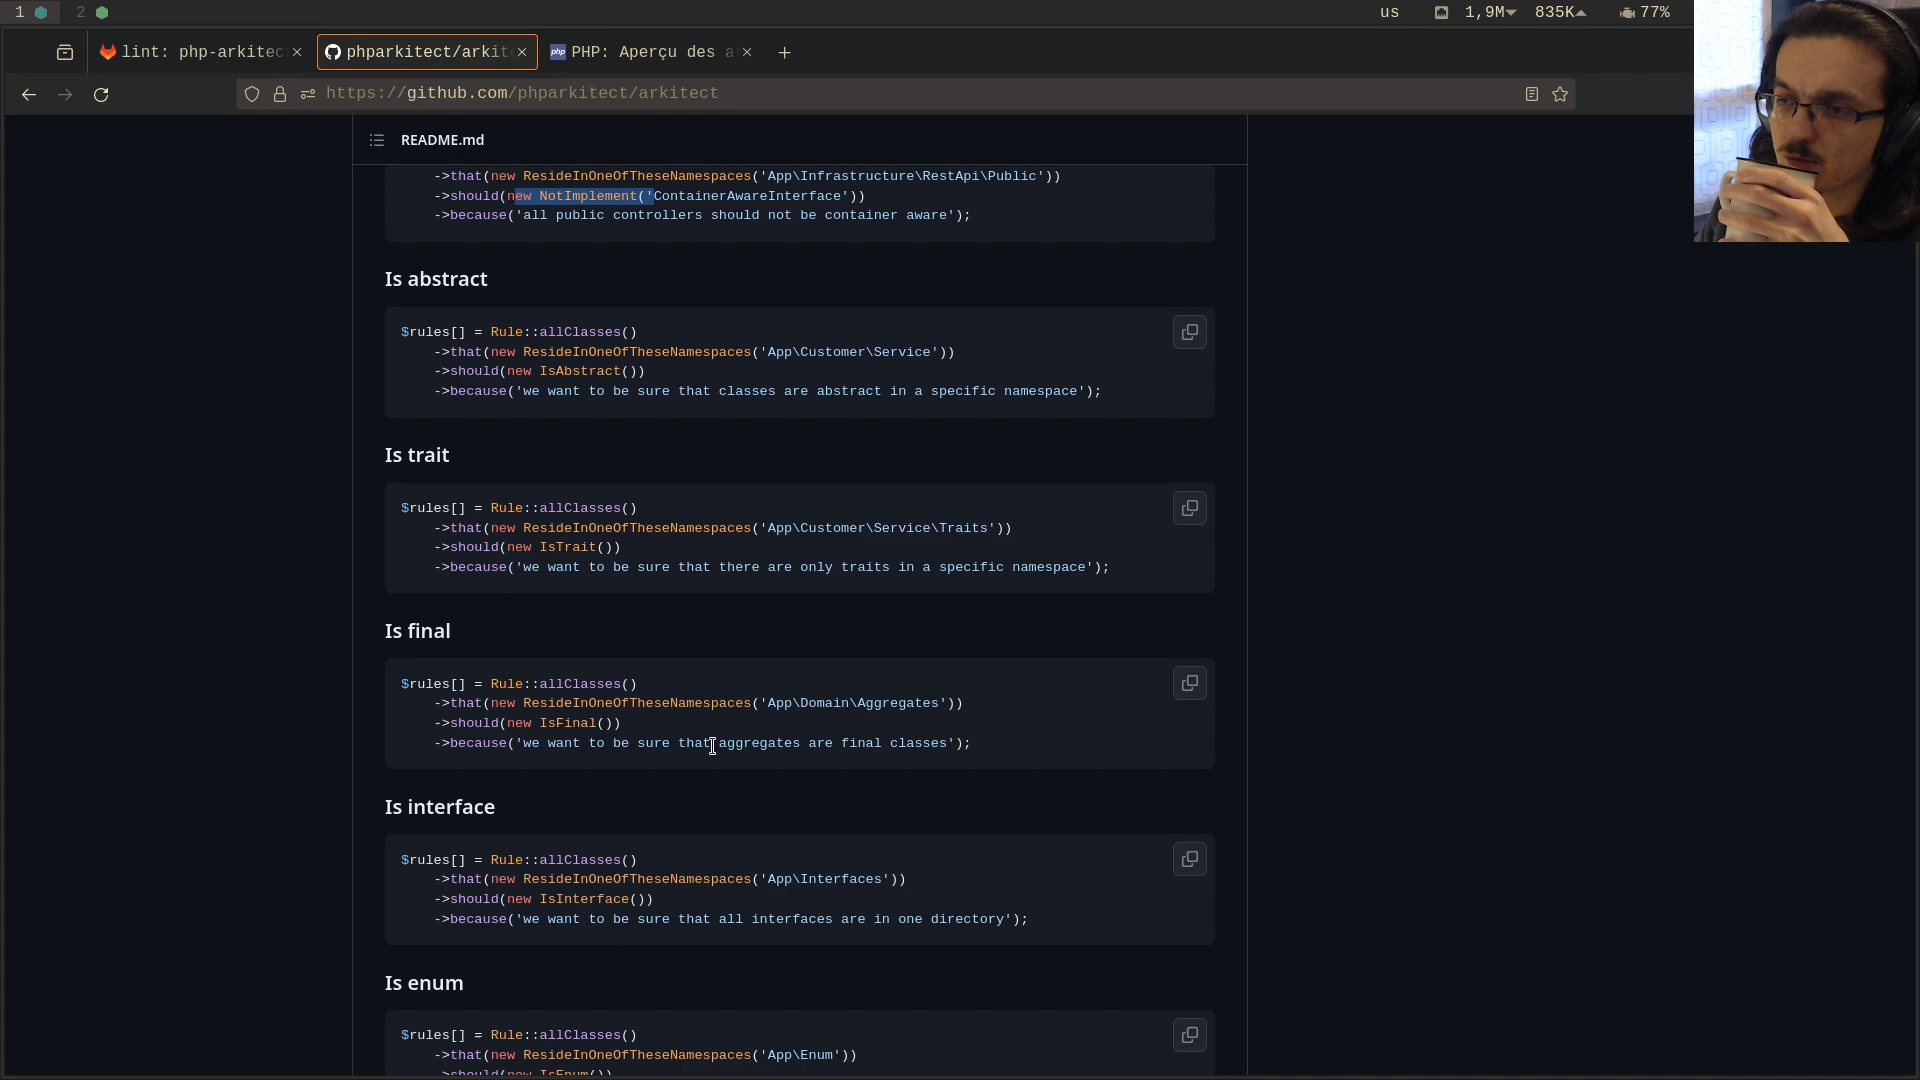 1 2 us 1,9M 835K 77%
lint: php-arkitec phparkitect/arkit PHP: Aperçu des a
https://github.com/phparkitect/arkitect
README.md
->that(new ResideInOneOfTheseNamespaces('App\Infrastructure\RestApi\Public'))
->should(new NotImplement('ContainerAwareInterface'))
->because('all public controllers should not be container aware');
Is abstract
$rules[] = Rule::allClasses()
->that(new ResideInOneOfTheseNamespaces('App\Customer\Service'))
->should(new IsAbstract())
->because('we want to be sure that classes are abstract in a specific namespace');
Is trait
$rules[] = Rule::allClasses()
->that(new ResideInOneOfTheseNamespaces('App\Customer\Service\Traits'))
->should(new IsTrait())
->because('we want to be sure that there are only traits in a specific namespace');
Is final
$rules[] = Rule::allClasses()
->that(new ResideInOneOfTheseNamespaces('App\Domain\Aggregates'))
->should(new IsFinal())
->because('we want to be sure that aggregates are final classes');
Is interface
$rules[] = Rule::allClasses()
->that(new ResideInOneOfTheseNamespaces('App\Interfaces'))
->should(new IsInterface())
->because('we want to be sure that all interfaces are in one directory');
Is enum
$rules[] = Rule::allClasses()
->that(new ResideInOneOfTheseNamespaces('App\Enum'))
->should(new IsEnum())